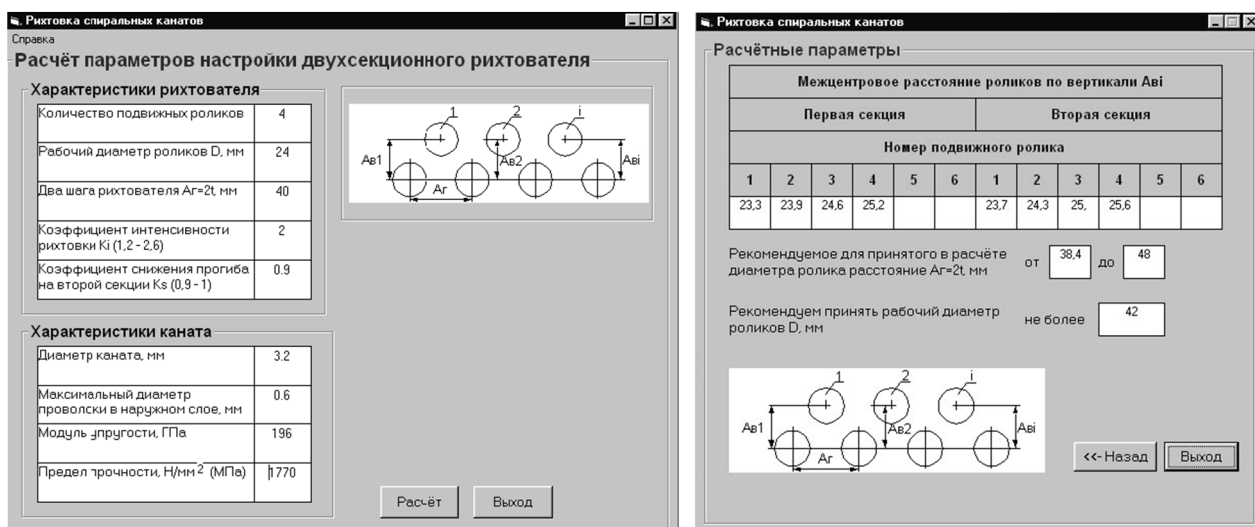 Рихтовка спиральных канатов
Справка
Расчёт параметров настройки двухсекционного рихтователя
Характеристики рихтователя
Количество подвижных роликов 4
Рабочий диаметр роликов D, мм 24
Два шага рихтователя Аг=2t, мм 40
Коэффициент интенсивности
рихтовки Ki (1,2 - 2,6) 2
Коэффициент снижения прогиба
на второй секции Ks (0,9 - 1) 0.9
1 2 i
Ав1 Ав2 Авi
Аг
Характеристики каната
Диаметр каната, мм 3.2
Максимальный диаметр
проволски в наружном слое, мм 0.6
Модуль упругости, ГПа 196
Предел прочности, Н/мм2 (МПа) 1770
Расчёт Выход
Рихтовка спиральных канатов
Расчётные параметры
Межцентровое расстояние роликов по вертикали Авi
Первая секция Вторая секция
Номер подвижного ролика
1 2 3 4 5 6 1 2 3 4 5 6
23,3 23,9 24,6 25,2 23,7 24,3 25, 25,6
Рекомендуемое для принятого в расчёте
диаметра ролика расстояние Аг=2t, мм от 38,4 до 48
Рекомендуем принять рабочий диаметр
роликов D, мм не более 42
1 2 i
Ав1 Ав2 Авi
Аг
<<- Назад Выход